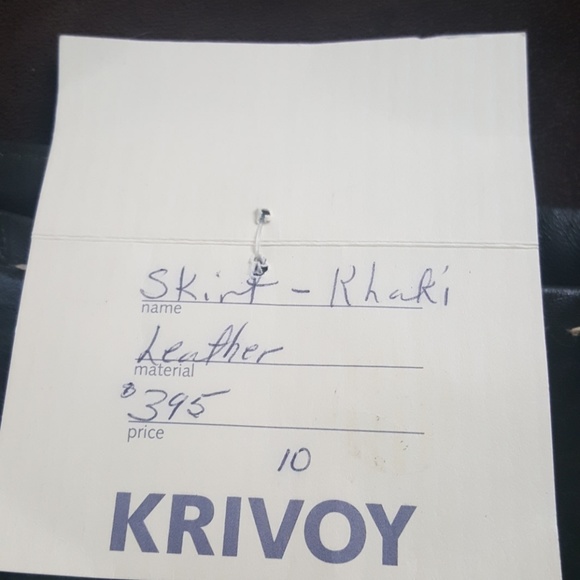 Skirt - Khaki
name
Leather
material
$395
price
10
KRIVOY